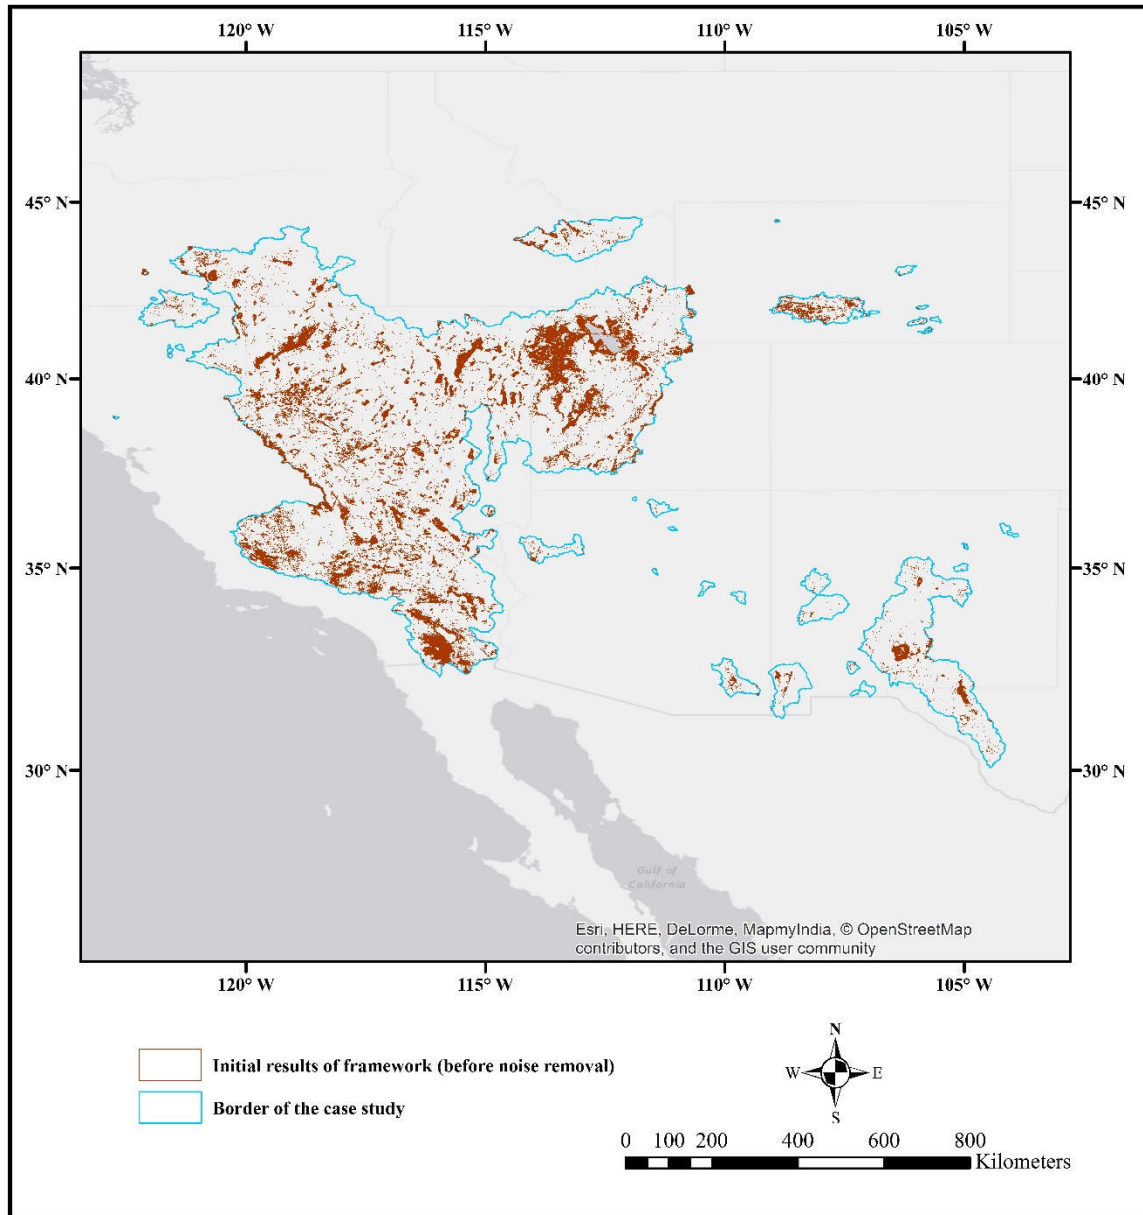 120° W 115° W 110° W 105° W
45° N 45° N
40° N 40° N
35° N 35° N
30° N 30° N
Gulf of
California
Esri, HERE, DeLorme, MapmyIndia, © OpenStreetMap
contributors, and the GIS user community
120° W 115° W 110° W 105° W
N
W E
S
Initial results of framework (before noise removal)
Border of the case study
0 100 200 400 600 800
Kilometers